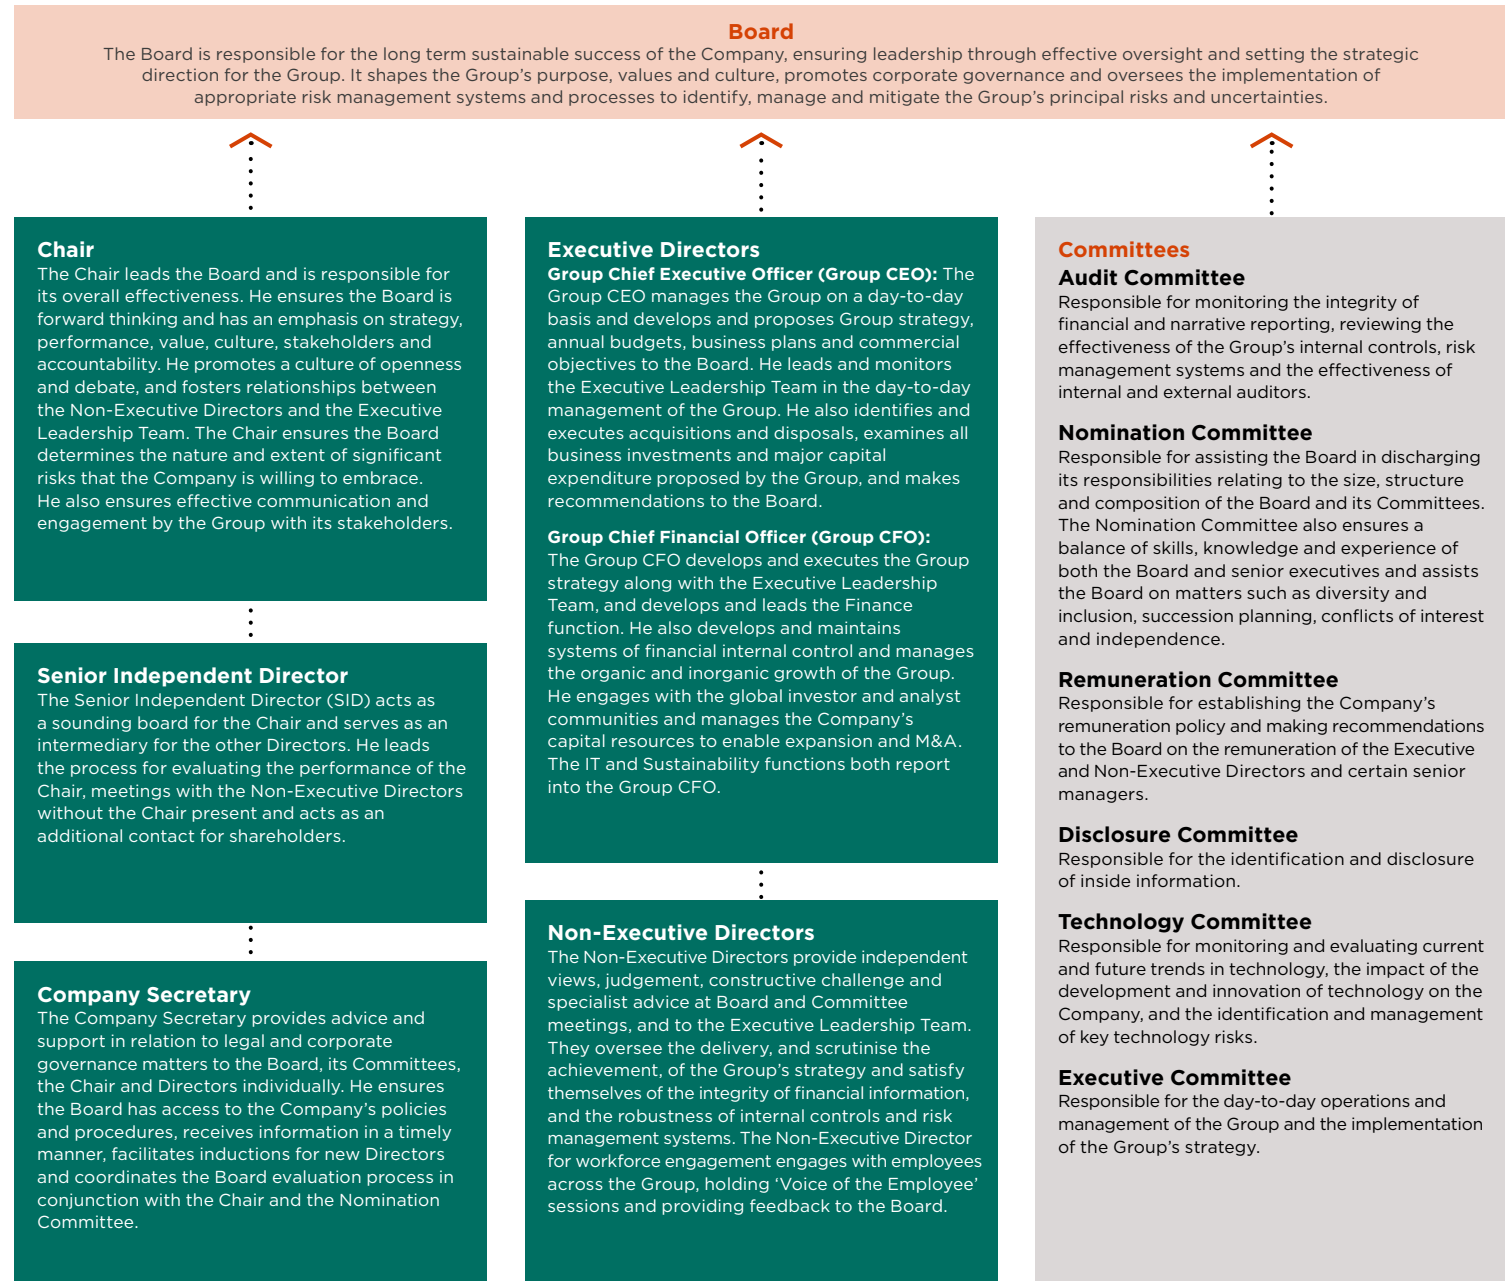 Board
The Board is responsible for the long term sustainable success of the Company, ensuring leadership through effective oversight and setting the strategic
direction for the Group. It shapes the Group's purpose, values and culture, promotes corporate governance and oversees the implementation of
appropriate risk management systems and processes to identify, manage and mitigate the Group's principal risks and uncertainties.
Chair
The Chair leads the Board and is responsible for
its overall effectiveness. He ensures the Board is
forward thinking and has an emphasis on strategy,
performance, value, culture, stakeholders and
accountability. He promotes a culture of openness
and debate, and fosters relationships between
the Non-Executive Directors and the Executive
Leadership Team. The Chair ensures the Board
determines the nature and extent of significant
risks that the Company is willing to embrace.
He also ensures effective communication and
engagement by the Group with its stakeholders.
Senior Independent Director
The Senior Independent Director (SID) acts as
a sounding board for the Chair and serves as an
intermediary for the other Directors. He leads
the process for evaluating the performance of the
Chair, meetings with the Non-Executive Directors
without the Chair present and acts as an
additional contact for shareholders.
Company Secretary
The Company Secretary provides advice and
support in relation to legal and corporate
governance matters to the Board, its Committees,
the Chair and Directors individually. He ensures
the Board has access to the Company's policies
and procedures, receives information in a timely
manner, facilitates inductions for new Directors
and coordinates the Board evaluation process in
conjunction with the Chair and the Nomination
Committee.
Executive Directors
Group Chief Executive Officer (Group CEO): The
Group CEO manages the Group on a day-to-day
basis and develops and proposes Group strategy,
annual budgets, business plans and commercial
objectives to the Board. He leads and monitors
the Executive Leadership Team in the day-to-day
management of the Group. He also identifies and
executes acquisitions and disposals, examines all
business investments and major capital
expenditure proposed by the Group, and makes
recommendations to the Board.
Group Chief Financial Officer (Group CFO):
The Group CFO develops and executes the Group
strategy along with the Executive Leadership
Team, and develops and leads the Finance
function. He also develops and maintains
systems of financial internal control and manages
the organic and inorganic growth of the Group.
He engages with the global investor and analyst
communities and manages the Company's
capital resources to enable expansion and M&A.
The IT and Sustainability functions both report
into the Group CFO.
Non-Executive Directors
The Non-Executive Directors provide independent
views, judgement, constructive challenge and
specialist advice at Board and Committee
meetings, and to the Executive Leadership Team.
They oversee the delivery, and scrutinise the
achievement, of the Group's strategy and satisfy
themselves of the integrity of financial information,
and the robustness of internal controls and risk
management systems. The Non-Executive Director
for workforce engagement engages with employees
across the Group, holding 'Voice of the Employee'
sessions and providing feedback to the Board.
Committees
Audit Committee
Responsible for monitoring the integrity of
financial and narrative reporting, reviewing the
effectiveness of the Group's internal controls, risk
management systems and the effectiveness of
internal and external auditors.
Nomination Committee
Responsible for assisting the Board in discharging
its responsibilities relating to the size, structure
and composition of the Board and its Committees.
The Nomination Committee also ensures a
balance of skills, knowledge and experience of
both the Board and senior executives and assists
the Board on matters such as diversity and
inclusion, succession planning, conflicts of interest
and independence.
Remuneration Committee
Responsible for establishing the Company's
remuneration policy and making recommendations
to the Board on the remuneration of the Executive
and Non-Executive Directors and certain senior
managers.
Disclosure Committee
Responsible for the identification and disclosure
of inside information.
Technology Committee
Responsible for monitoring and evaluating current
and future trends in technology, the impact of the
development and innovation of technology on the
Company, and the identification and management
of key technology risks.
Executive Committee
Responsible for the day-to-day operations and
management of the Group and the implementation
of the Group's strategy.